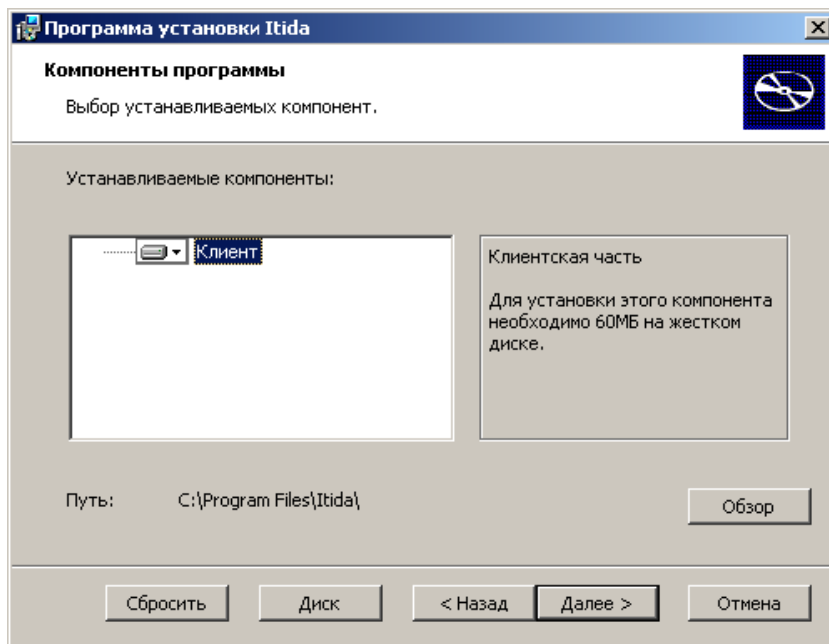 Программа установки Itida
Компоненты программы
Выбор устанавливаемых компонент.
Устанавливаемые компоненты:
Клиент
Клиентская часть
Для установки этого компонента
необходимо 60МБ на жестком
диске.
Путь: C:\Program Files\Itida\
Обзор
Сбросить Диск < Назад Далее > Отмена